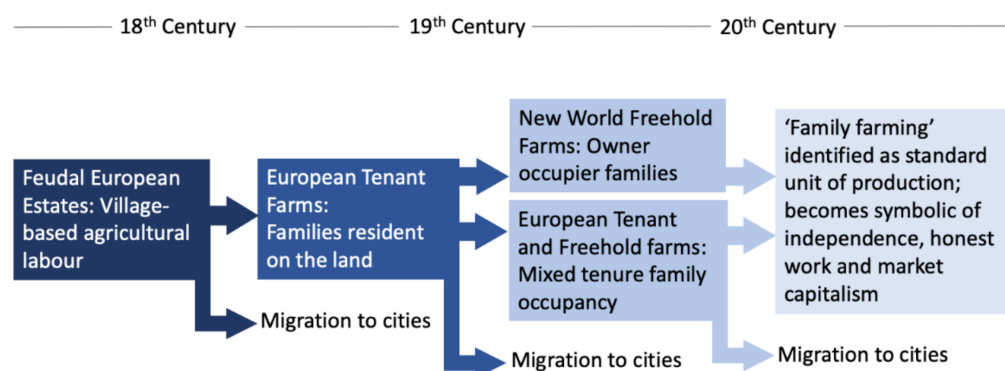 18th Century
19th Century
20th Century
Feudal European
Estates: Village-
based agricultural
labour
Migration to cities
European Tenant
Farms:
Families resident
on the land
Migration to cities
New World Freehold
Farms: Owner
occupier families
European Tenant
and Freehold farms:
Mixed tenure family
occupancy
Migration to cities
‘Family farming’
identified as standard
unit of production;
becomes symbolic of
independence, honest
work and market
capitalism